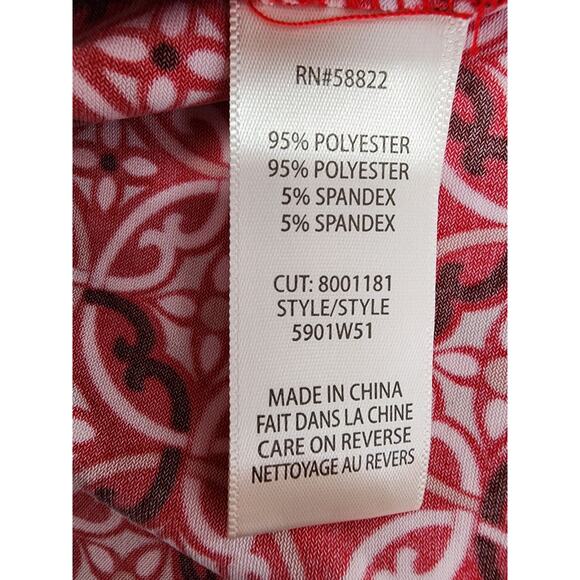 RN#58822
95% POLYESTER
95% POLYESTER
5% SPANDEX
5% SPANDEX
CUT: 8001181
STYLE/STYLE
5901W51
MADE IN CHINA
FAIT DANS LA CHINE
CARE ON REVERSE
NETTOYAGE AU REVERS